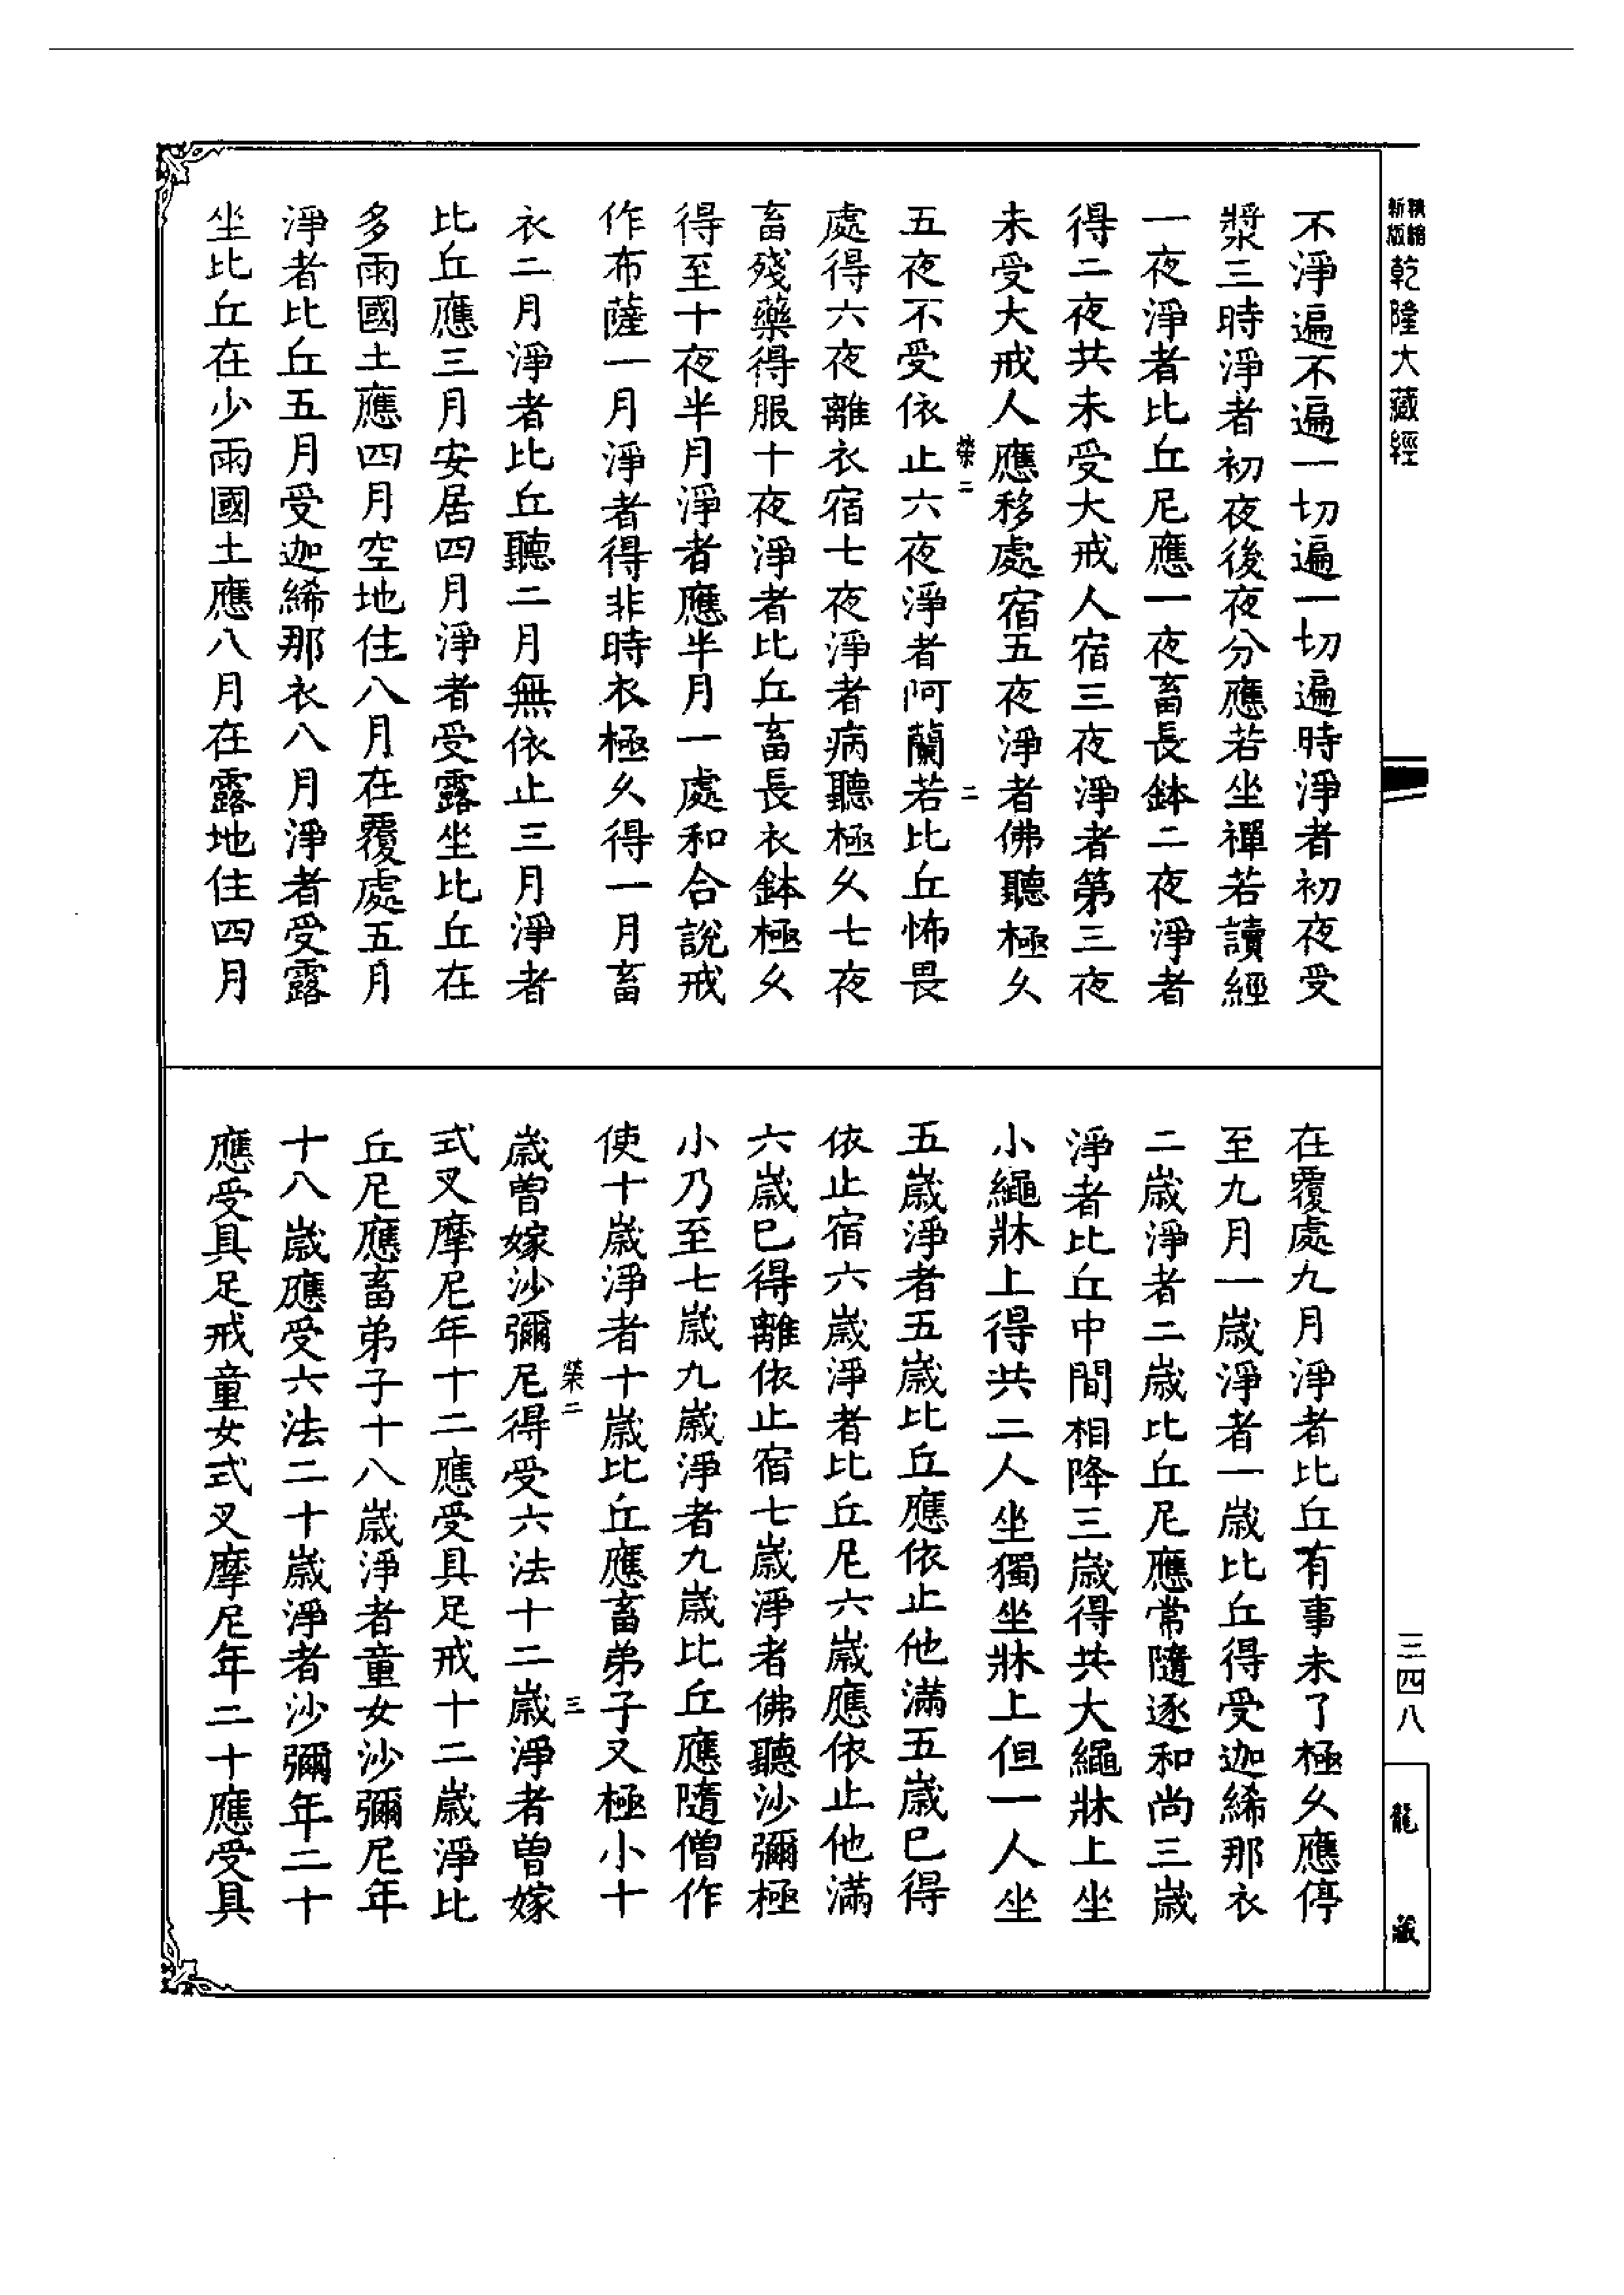 新版 精縮 乾隆大藏經
不淨遍不遍一切遍一切遍時淨者初夜受
漿三時淨者初夜後夜分應若坐禪若讀經
一夜淨者比丘尼應一夜畜長鉢二夜淨者
得二夜共未受大戒人宿三夜淨者第三夜
未受大戒人應移處宿五夜淨者佛聽極久
榮二 二
五夜不受依止六夜淨者阿蘭若比丘怖畏
處得六夜離衣宿七夜淨者病聽極久七夜
畜殘藥得服十夜淨者比丘畜長衣鉢極久
得至十夜半月淨者應半月一處和合說戒
作布薩一月淨者得非時衣極久得一月畜
衣二月淨者比丘聽二月無依止三月淨者
比丘應三月安居四月淨者受露坐比丘在
多雨國土應四月空地住八月在覆處五月
淨者比丘五月受迦絺那衣八月淨者受露
坐比丘在少雨國土應八月在露地住四月
在覆處九月淨者比丘有事未了極久應停
至九月一歲淨者一歲比丘得受迦絺那衣
二歲淨者二歲比丘尼應常隨逐和尚三歲
淨者比丘中間相降三歲得共大繩牀上坐
小繩牀上得共二人坐獨坐牀上但一人坐
五歲淨者五歲比丘應依止他滿五歲已得
依止宿六歲淨者比丘尼六歲應依止他滿
六歲已得離依止宿七歲淨者佛聽沙彌極
小乃至七歲九歲淨者九歲比丘應隨僧作
使十歲淨者十歲比丘應畜弟子又極小十
榮二 三
歲曾嫁沙彌尼得受六法十二歲淨者曾嫁
式叉摩尼年十二應受具足戒十二歲淨比
丘尼應畜弟子十八歲淨者童女沙彌尼年
十八歲應受六法二十歲淨者沙彌年二十
應受具足戒童女式叉摩尼年二十應受具
三四八
龍藏